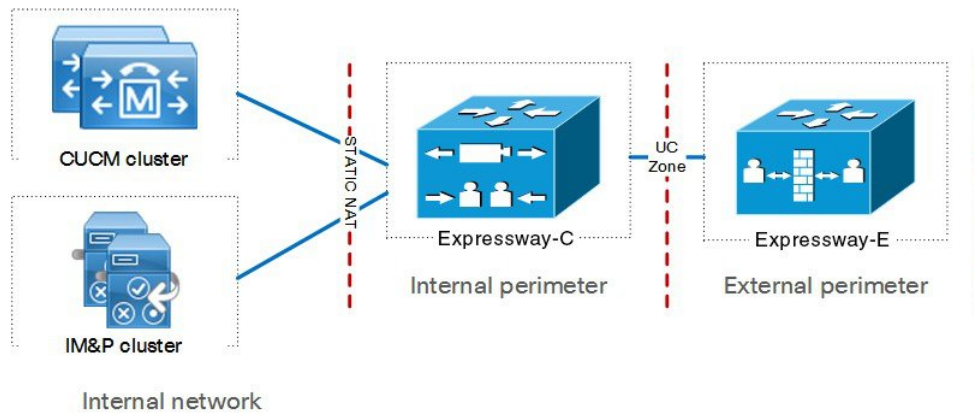 CUCM cluster
IM&P cluster
Internal network
STATIC NAT
Expressway-C
Internal perimeter
UC
Zone
Expressway-E
External perimeter
M